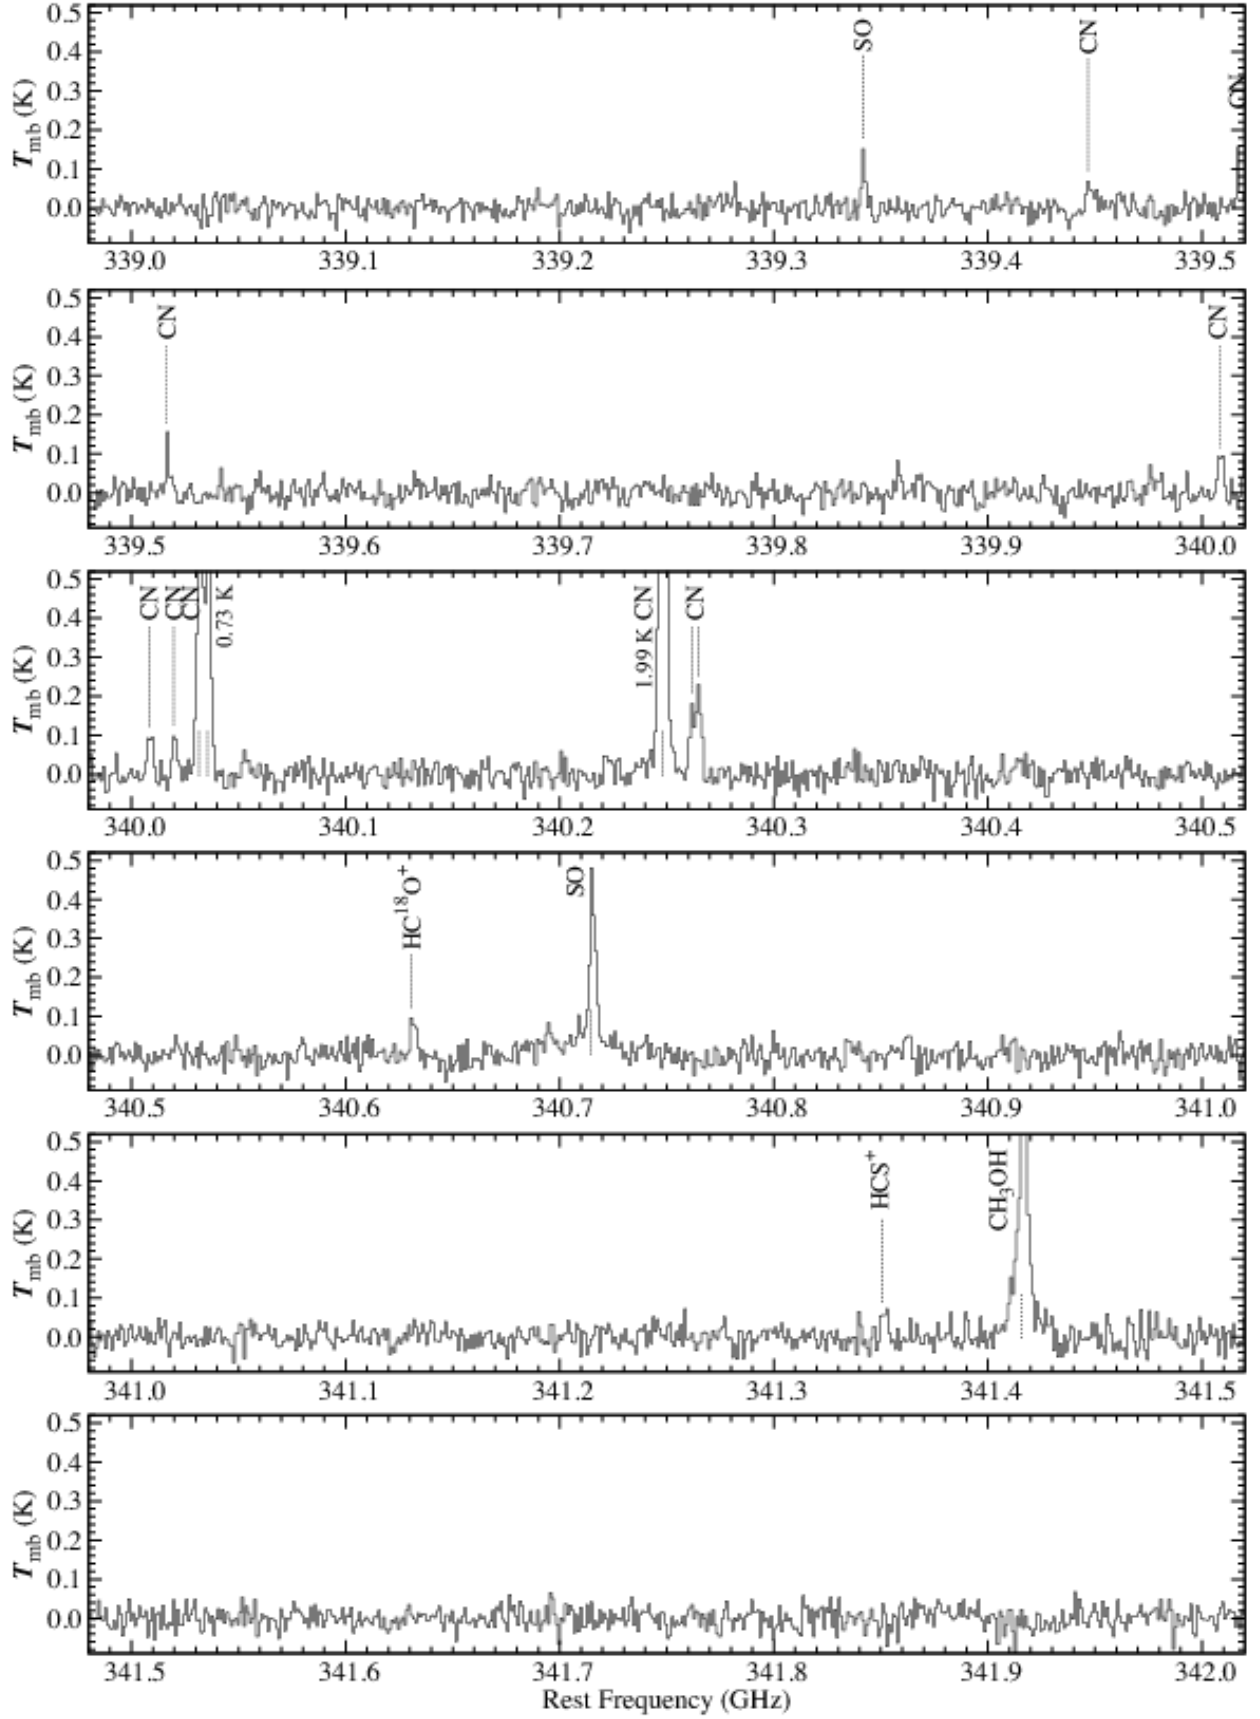 0.5
0.4
0.3
0.2
0.1
0.0
T_mb (K)
SO
CN
CN
339.0 339.1 339.2 339.3 339.4 339.5
0.5
0.4
0.3
0.2
0.1
0.0
T_mb (K)
CN
CN
339.5 339.6 339.7 339.8 339.9 340.0
0.5
0.4
0.3
0.2
0.1
0.0
T_mb (K)
CN
CN
CN
0.73 K
1.99 K CN
CN
340.0 340.1 340.2 340.3 340.4 340.5
0.5
0.4
0.3
0.2
0.1
0.0
T_mb (K)
HC¹⁸O⁺
SO
340.5 340.6 340.7 340.8 340.9 341.0
0.5
0.4
0.3
0.2
0.1
0.0
T_mb (K)
HCS⁺
CH₃OH
341.0 341.1 341.2 341.3 341.4 341.5
0.5
0.4
0.3
0.2
0.1
0.0
T_mb (K)
341.5 341.6 341.7 341.8 341.9 342.0
Rest Frequency (GHz)